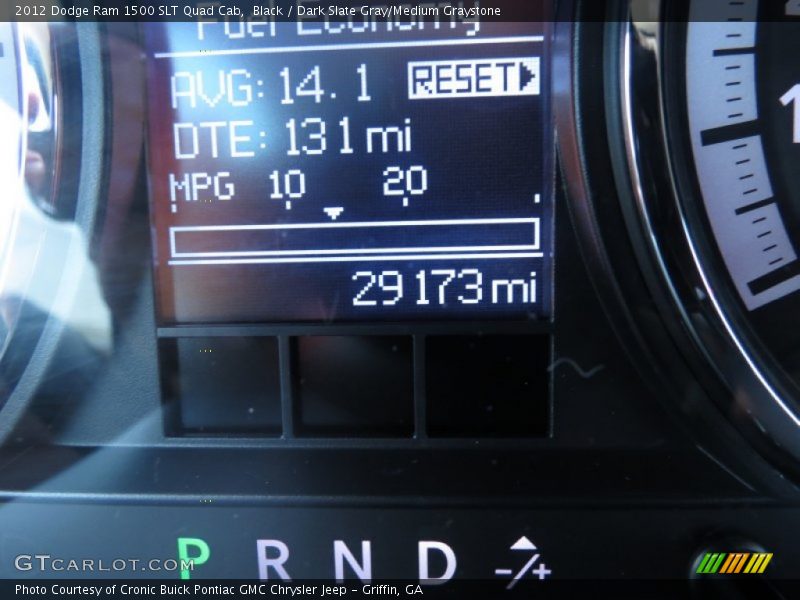 2012 Dodge Ram 1500 SLT Quad Cab, Black / Dark Slate Gray/Medium Graystone
Fuel Economy
AVG: 14.1 RESET
DTE: 131 mi
MPG 10 20
29173 mi
P R N D -/+
GTCARLOT.COM
Photo Courtesy of Cronic Buick Pontiac GMC Chrysler Jeep - Griffin, GA